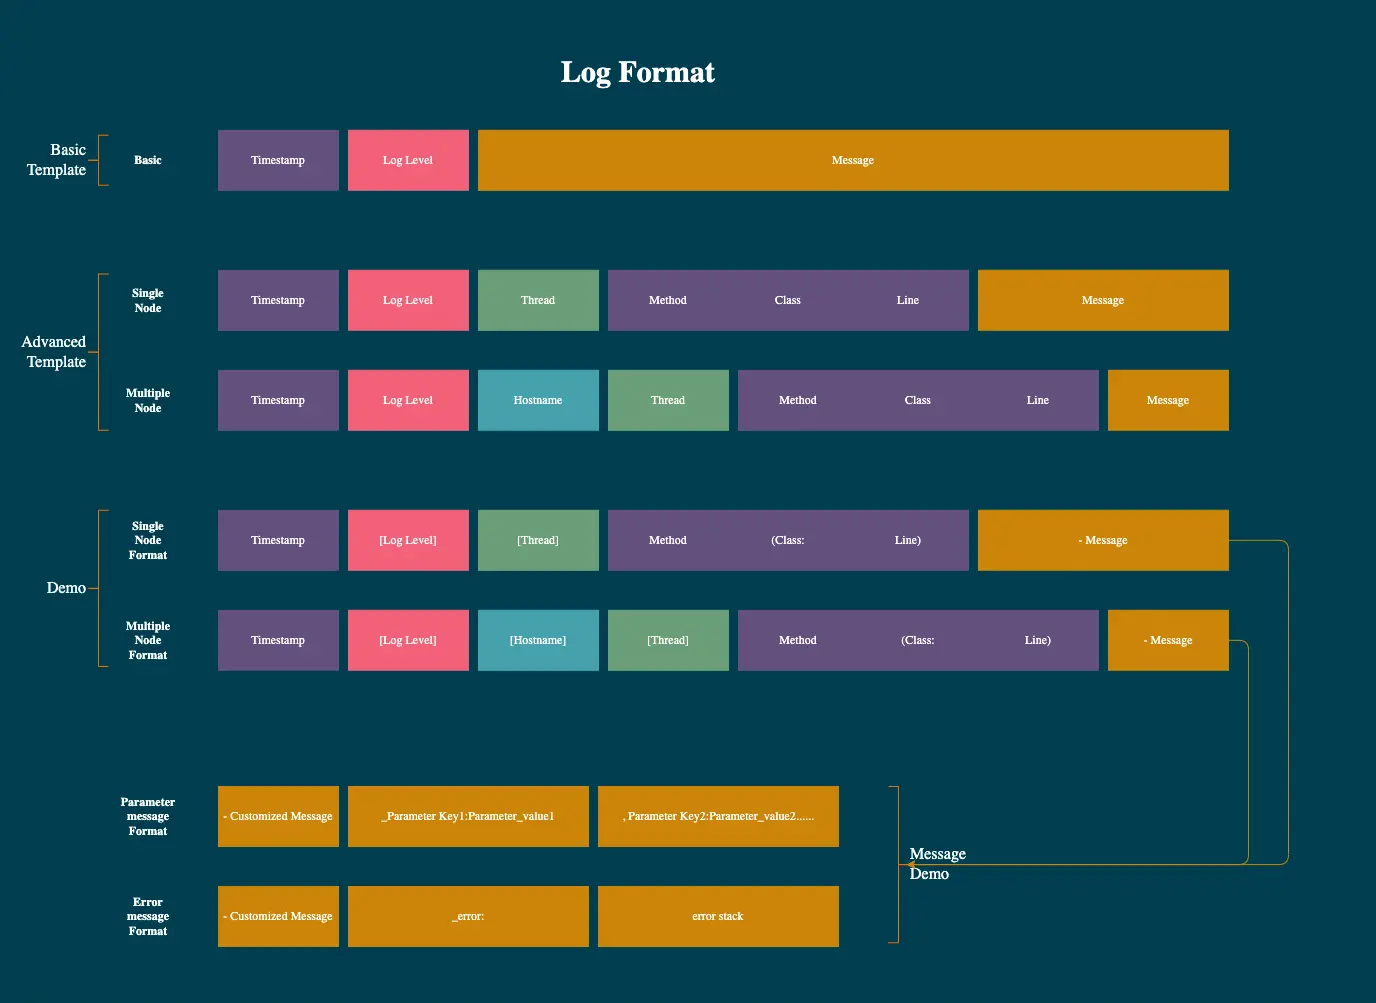 Log Format
Basic
Template
Basic
Timestamp
Log Level
Message
Advanced
Template
Single
Node
Timestamp
Log Level
Thread
Method
Class
Line
Message
Multiple
Node
Timestamp
Log Level
Hostname
Thread
Method
Class
Line
Message
Demo
Single
Node
Format
Timestamp
[Log Level]
[Thread]
Method
(Class:
Line)
- Message
Multiple
Node
Format
Timestamp
[Log Level]
[Hostname]
[Thread]
Method
(Class:
Line)
- Message
Parameter
message
Format
- Customized Message
_Parameter Key1:Parameter_value1
, Parameter Key2:Parameter_value2......
Message
Demo
Error
message
Format
- Customized Message
_error:
error stack